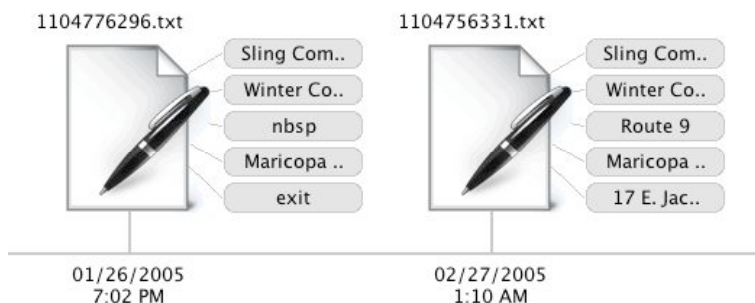 1104776296.txt
Sling Com..
Winter Co..
nbsp
Maricopa ..
exit
01/26/2005
7:02 PM
1104756331.txt
Sling Com..
Winter Co..
Route 9
Maricopa ..
17 E. Jac..
02/27/2005
1:10 AM